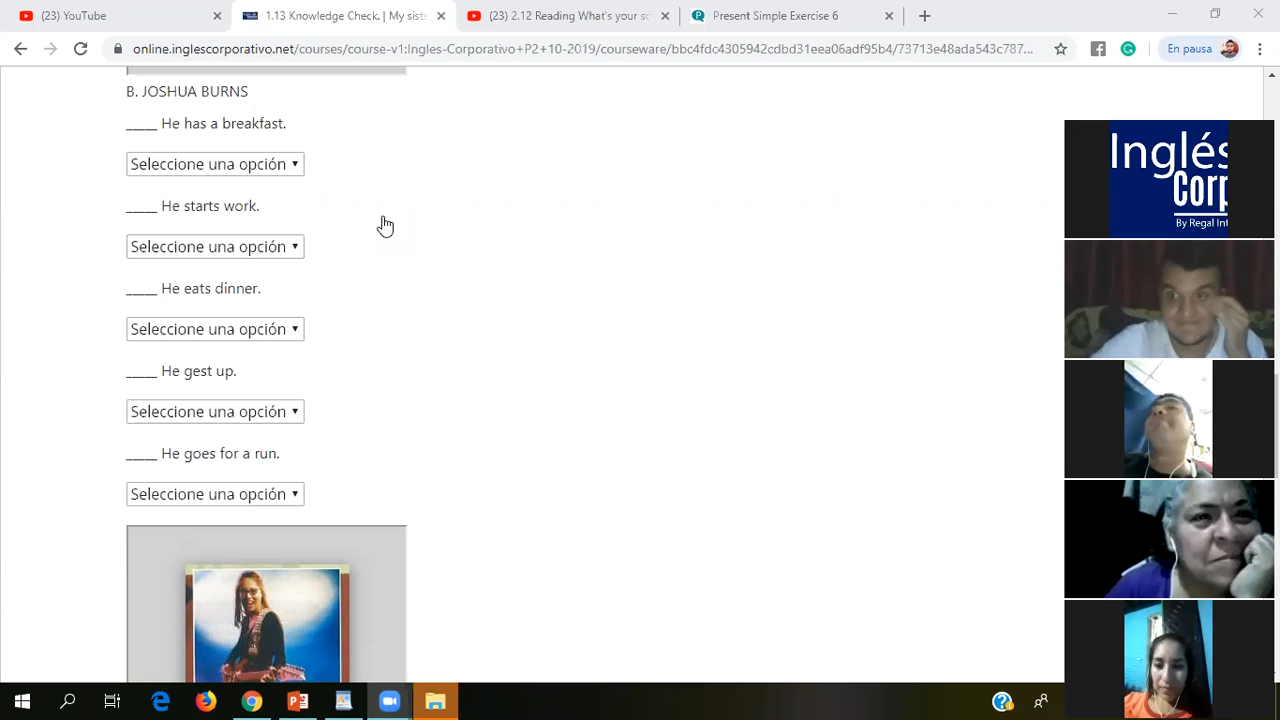 (23) YouTube
1.13 Knowledge Check. | My siste
(23) 2.12 Reading What's your sc
Present Simple Exercise 6
online.inglescorporativo.net/courses/course-v1:Ingles-Corporativo+P2+10-2019/courseware/bbc4fdc4305942cdbd31eea06adf95b4/73713e48ada543c787...
En pausa
B. JOSHUA BURNS
_____ He has a breakfast.
Seleccione una opción
_____ He starts work.
Seleccione una opción
_____ He eats dinner.
Seleccione una opción
_____ He gest up.
Seleccione una opción
_____ He goes for a run.
Seleccione una opción
Inglés
Corp
By Regal Int